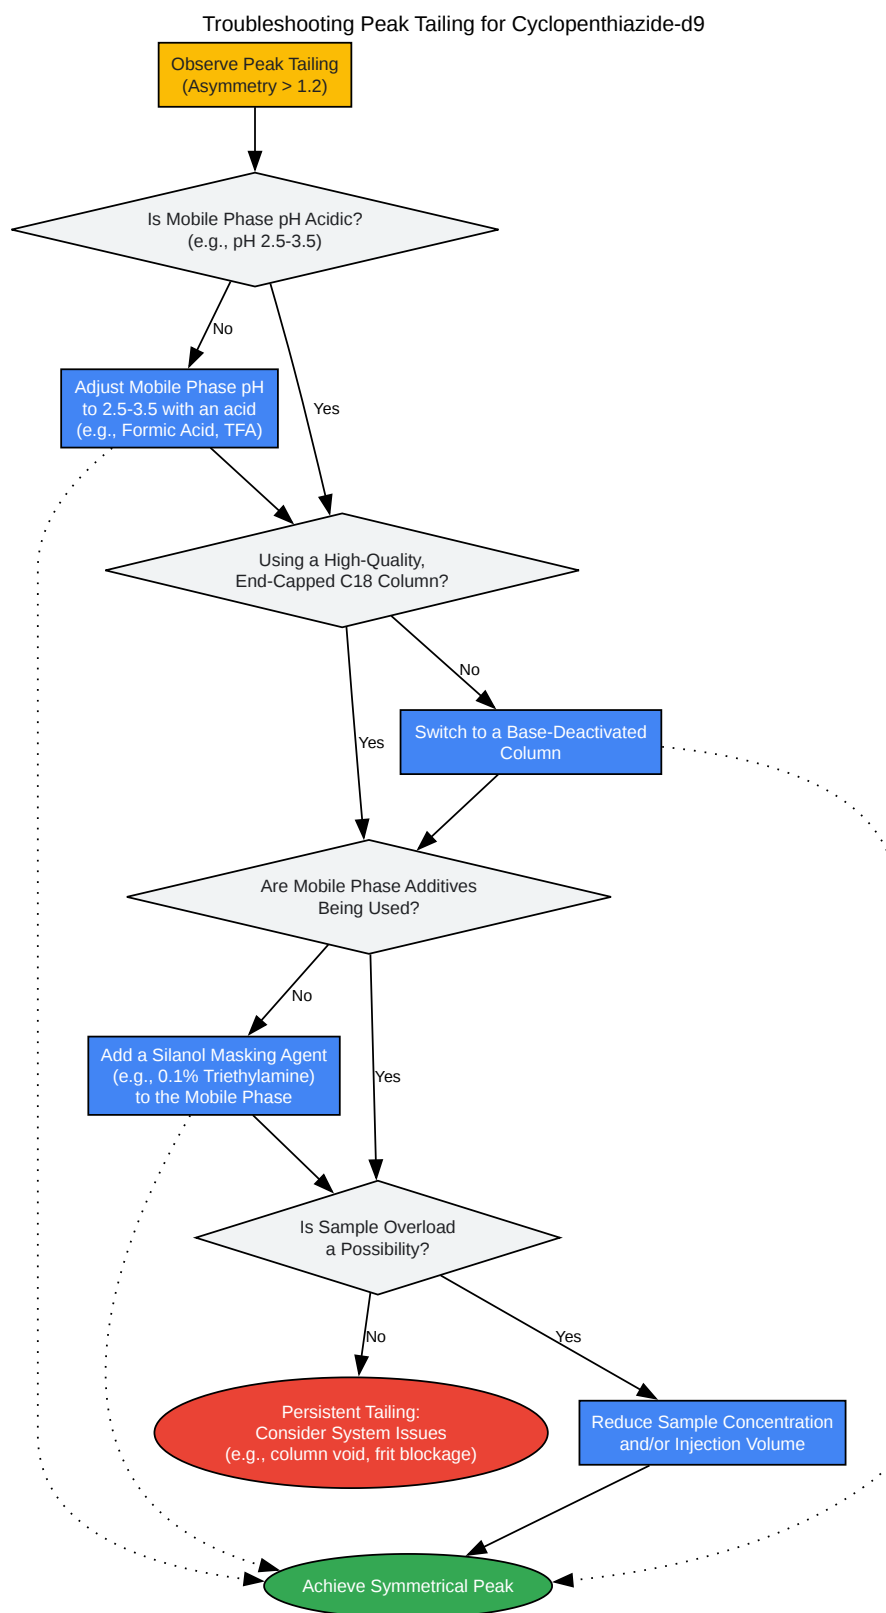 Troubleshooting Peak Tailing for Cyclopenthiazide-d9
Observe Peak Tailing
(Asymmetry > 1.2)
Is Mobile Phase pH Acidic?
(e.g., pH 2.5-3.5)
No
Yes
Adjust Mobile Phase pH
to 2.5-3.5 with an acid
(e.g., Formic Acid, TFA)
Using a High-Quality,
End-Capped C18 Column?
No
Yes
Switch to a Base-Deactivated
Column
Are Mobile Phase Additives
Being Used?
No
Yes
Add a Silanol Masking Agent
(e.g., 0.1% Triethylamine)
to the Mobile Phase
Is Sample Overload
a Possibility?
No
Yes
Persistent Tailing:
Consider System Issues
(e.g., column void, frit blockage)
Reduce Sample Concentration
and/or Injection Volume
Achieve Symmetrical Peak